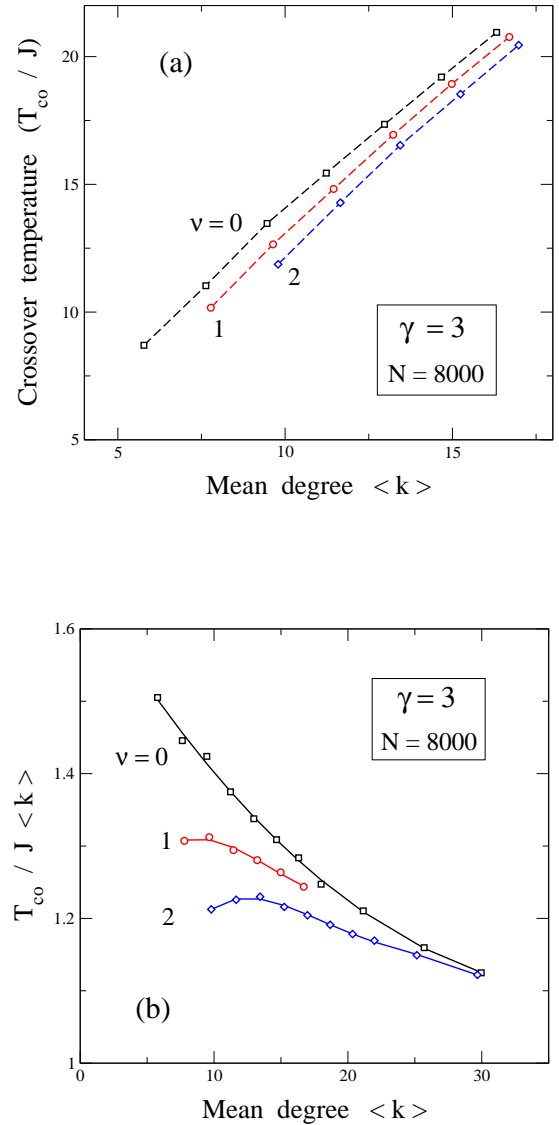 (a)
Crossover temperature (T_co / J)
20
15
10
5
ν = 0
1
2
γ = 3
N = 8000
5
10
15
Mean degree < k >
1.6
1.4
1.2
1
T_co / J < k >
γ = 3
N = 8000
ν = 0
1
2
(b)
0
10
20
30
Mean degree < k >